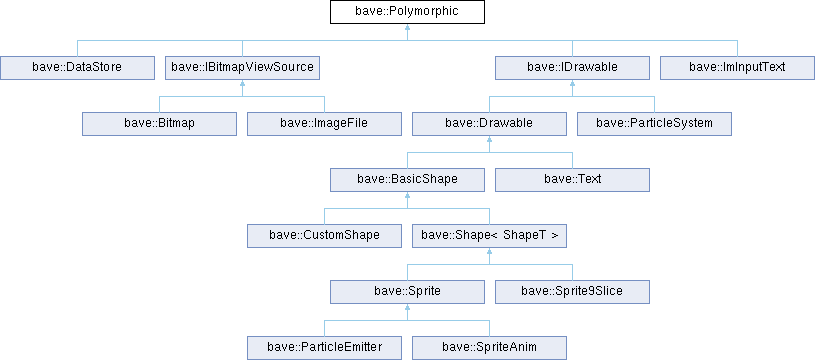 bave::Polymorphic
bave::DataStore
bave::IBitmapViewSource
bave::IDrawable
bave::ImInputText
bave::Bitmap
bave::ImageFile
bave::Drawable
bave::ParticleSystem
bave::BasicShape
bave::Text
bave::CustomShape
bave::Shape< ShapeT >
bave::Sprite
bave::Sprite9Slice
bave::ParticleEmitter
bave::SpriteAnim